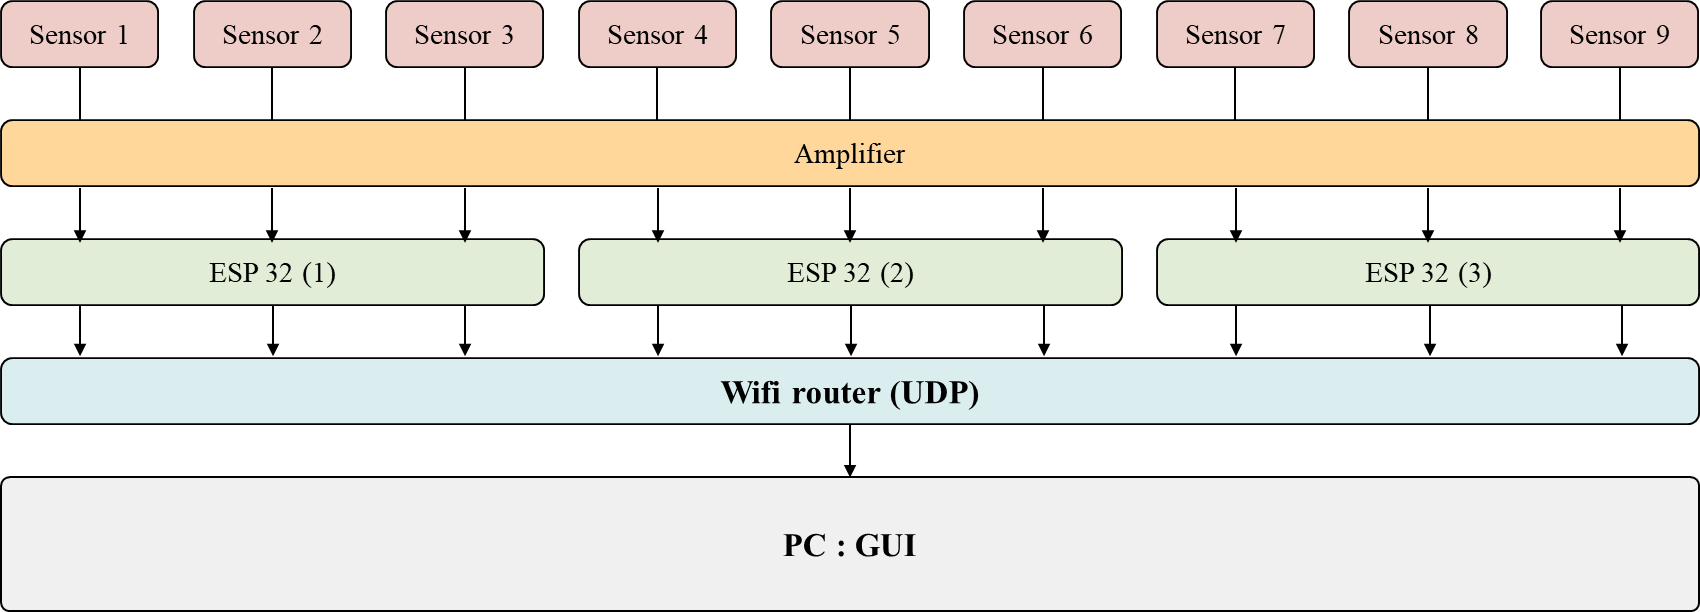 Sensor 1
Sensor 2
Sensor 3
Sensor 4
Sensor 5
Sensor 6
Sensor 7
Sensor 8
Sensor 9
Amplifier
ESP 32 (1)
ESP 32 (2)
ESP 32 (3)
Wifi router (UDP)
PC : GUI